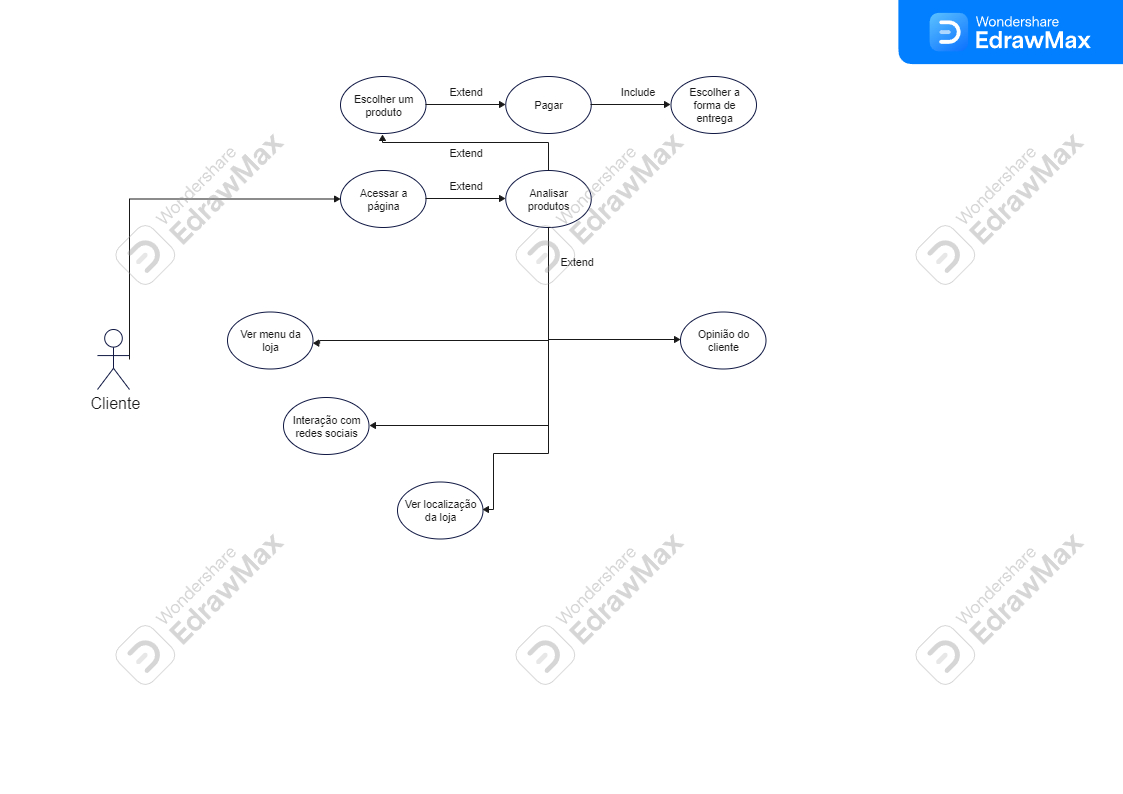 Wondershare
EdrawMax
Escolher um
produto
Extend
Pagar
Include
Escolher a
forma de
entrega
Extend
Acessar a
página
Extend
Analisar
produtos
Extend
Ver menu da
loja
Opinião do
cliente
Cliente
Interação com
redes sociais
Ver localização
da loja
Wondershare
EdrawMax
Wondershare
EdrawMax
Wondershare
EdrawMax
Wondershare
EdrawMax
Wondershare
EdrawMax
Wondershare
EdrawMax